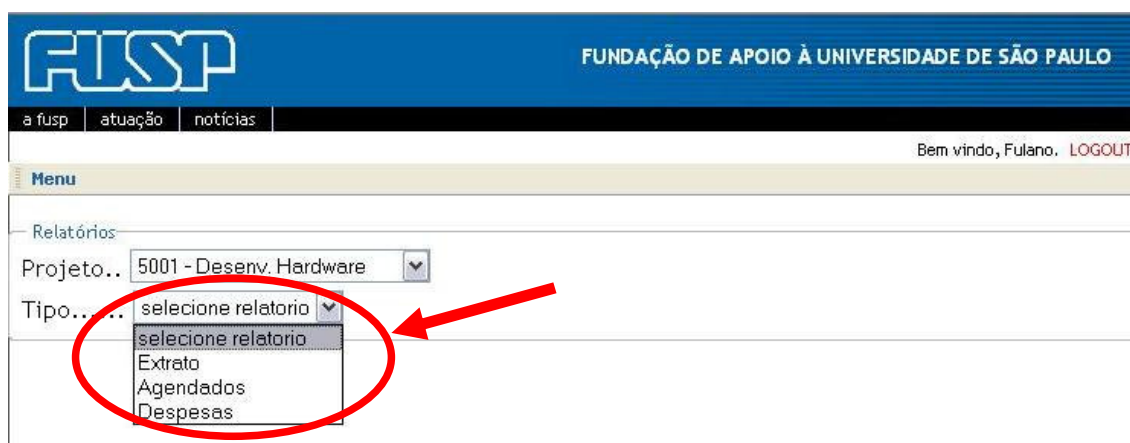 FUSP
FUNDAÇÃO DE APOIO À UNIVERSIDADE DE SÃO PAULO
a fusp atuação notícias
Bem vindo, Fulano. LOGOUT
Menu
Relatórios
Projeto.. 5001 - Desenv. Hardware
Tipo...... selecione relatorio
selecione relatorio
Extrato
Agendados
Despesas